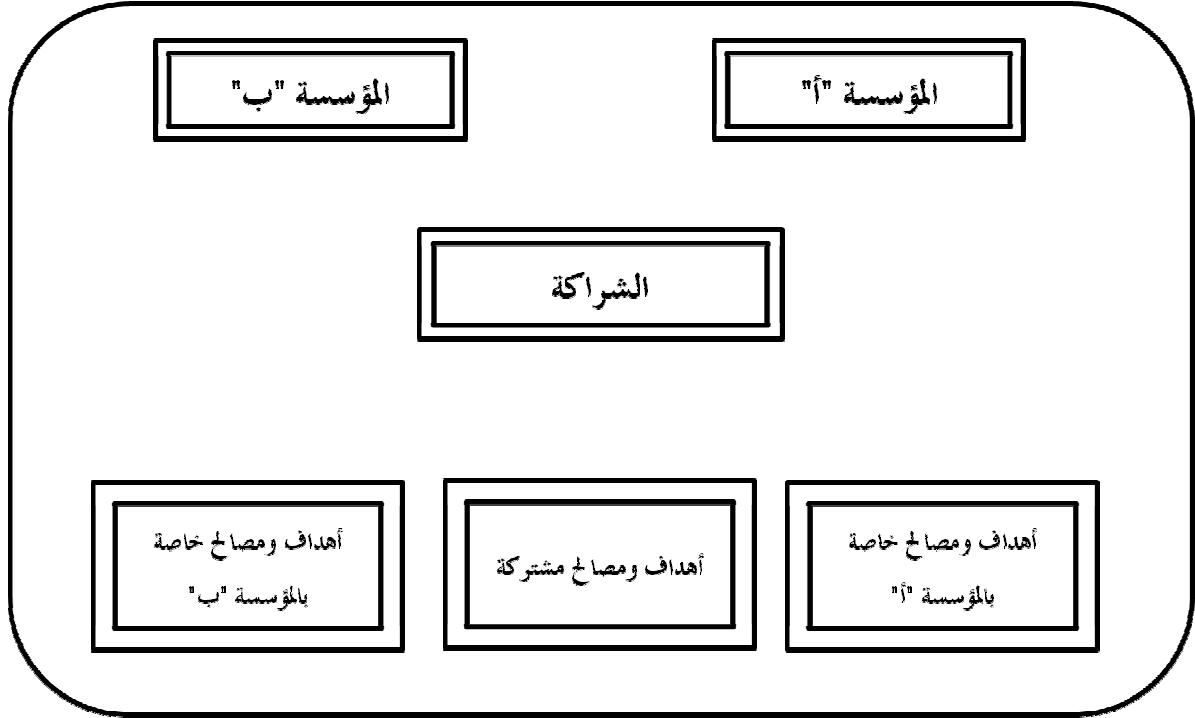 المؤسسة "أ"
المؤسسة "ب"
الشراكة
أهداف ومصالح خاصة
بالمؤسسة "أ"
أهداف ومصالح مشتركة
أهداف ومصالح خاصة
بالمؤسسة "ب"